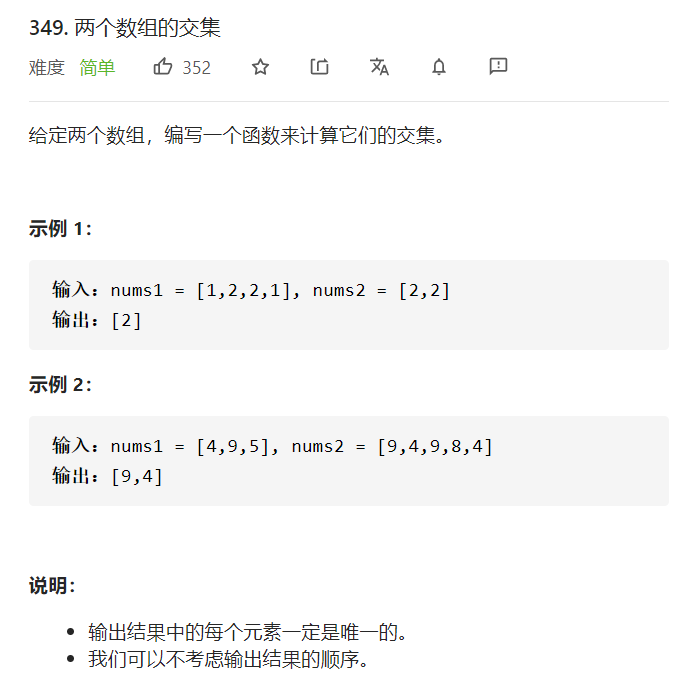 349. 两个数组的交集
难度 简单 352
给定两个数组，编写一个函数来计算它们的交集。
示例 1：
输入：nums1 = [1,2,2,1], nums2 = [2,2]
输出：[2]
示例 2：
输入：nums1 = [4,9,5], nums2 = [9,4,9,8,4]
输出：[9,4]
说明：
• 输出结果中的每个元素一定是唯一的。
• 我们可以不考虑输出结果的顺序。